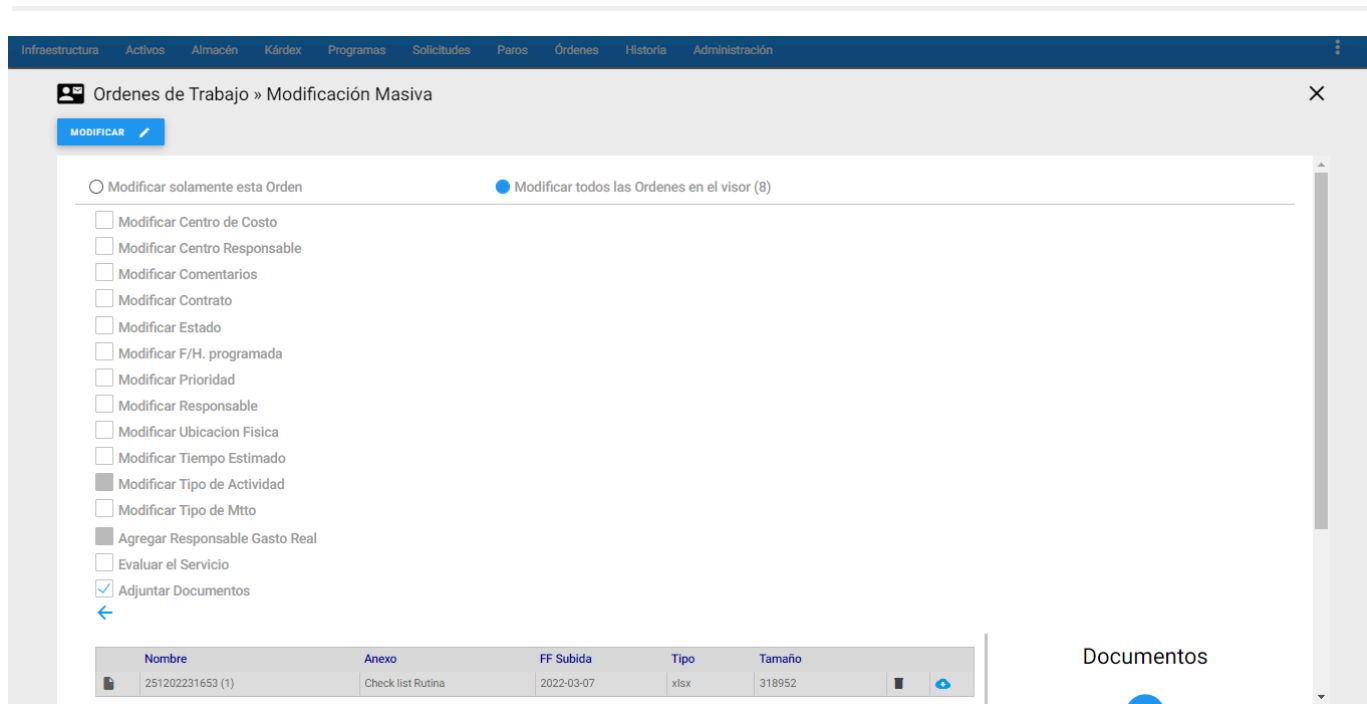 Infraestructura Activos Almacén Kárdex Programas Solicitudes Paros Órdenes Historia Administración
Ordenes de Trabajo » Modificación Masiva
MODIFICAR
Modificar solamente esta Orden Modificar todos las Ordenes en el visor (8)
Modificar Centro de Costo
Modificar Centro Responsable
Modificar Comentarios
Modificar Contrato
Modificar Estado
Modificar F/H. programada
Modificar Prioridad
Modificar Responsable
Modificar Ubicacion Fisica
Modificar Tiempo Estimado
Modificar Tipo de Actividad
Modificar Tipo de Mtto
Agregar Responsable Gasto Real
Evaluar el Servicio
Adjuntar Documentos
Nombre Anexo FF Subida Tipo Tamaño
251202231653 (1) Check list Rutina 2022-03-07 xlsx 318952
Documentos